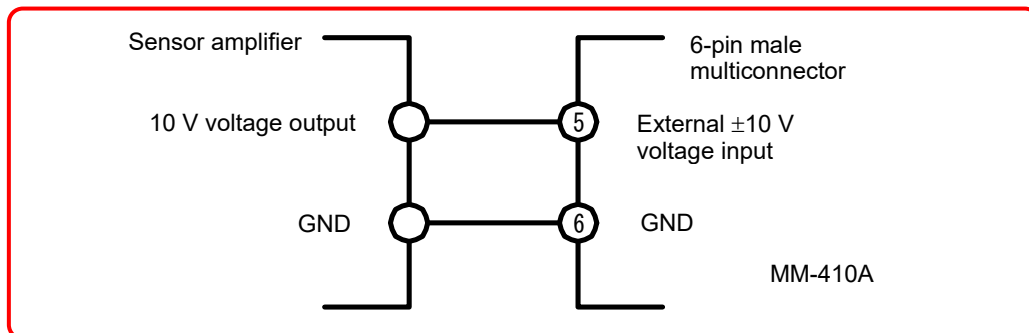 Sensor amplifier
6-pin male
multiconnector
10 V voltage output
5
External ±10 V
voltage input
GND
6
GND
MM-410A